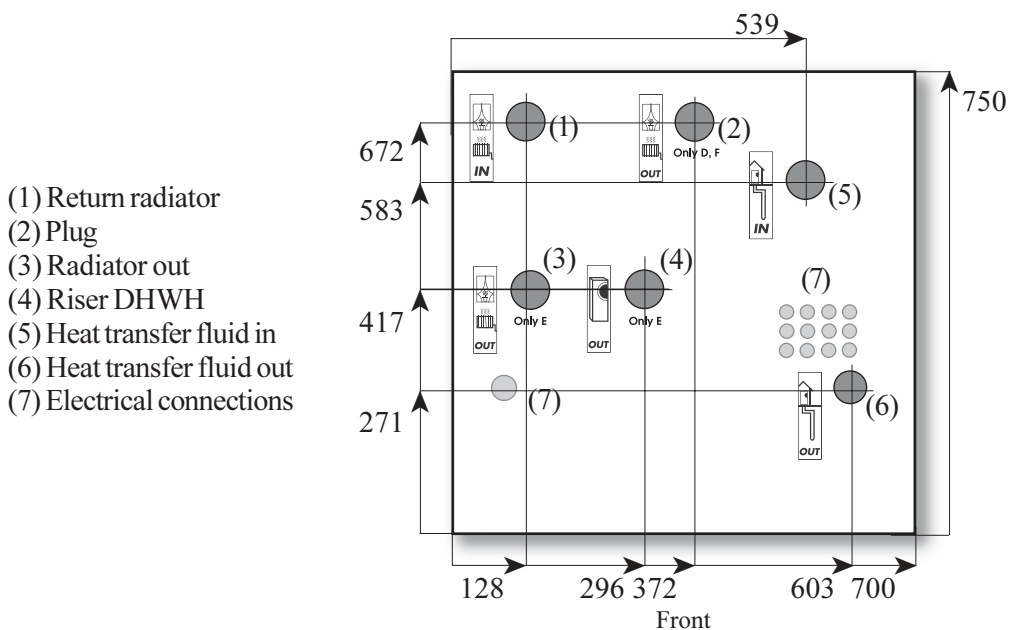 539
750
(1) Return radiator
(2) Plug
(3) Radiator out
(4) Riser DHWH
(5) Heat transfer fluid in
(6) Heat transfer fluid out
(7) Electrical connections
672
583
417
271
(1)
IN
(2)
Only D, F
OUT
(5)
IN
(3)
Only E
OUT
(4)
Only E
OUT
(7)
(7)
(6)
OUT
128
296
372
603
700
Front